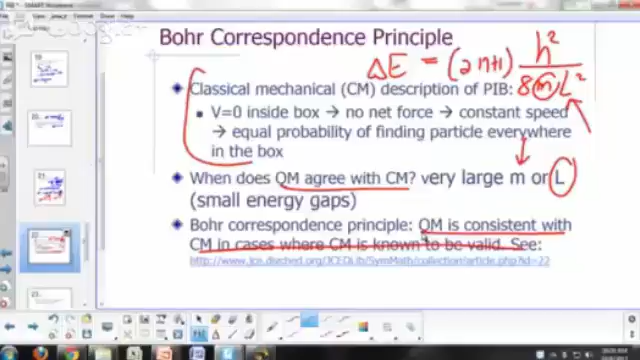 Bohr Correspondence Principle
ΔE = (2n+1) h² / 8mL²
Classical mechanical (CM) description of PIB:
V=0 inside box → no net force → constant speed
→ equal probability of finding particle everywhere
in the box
When does QM agree with CM? very large m or L
(small energy gaps)
Bohr correspondence principle: QM is consistent with
CM in cases where CM is known to be valid. See: